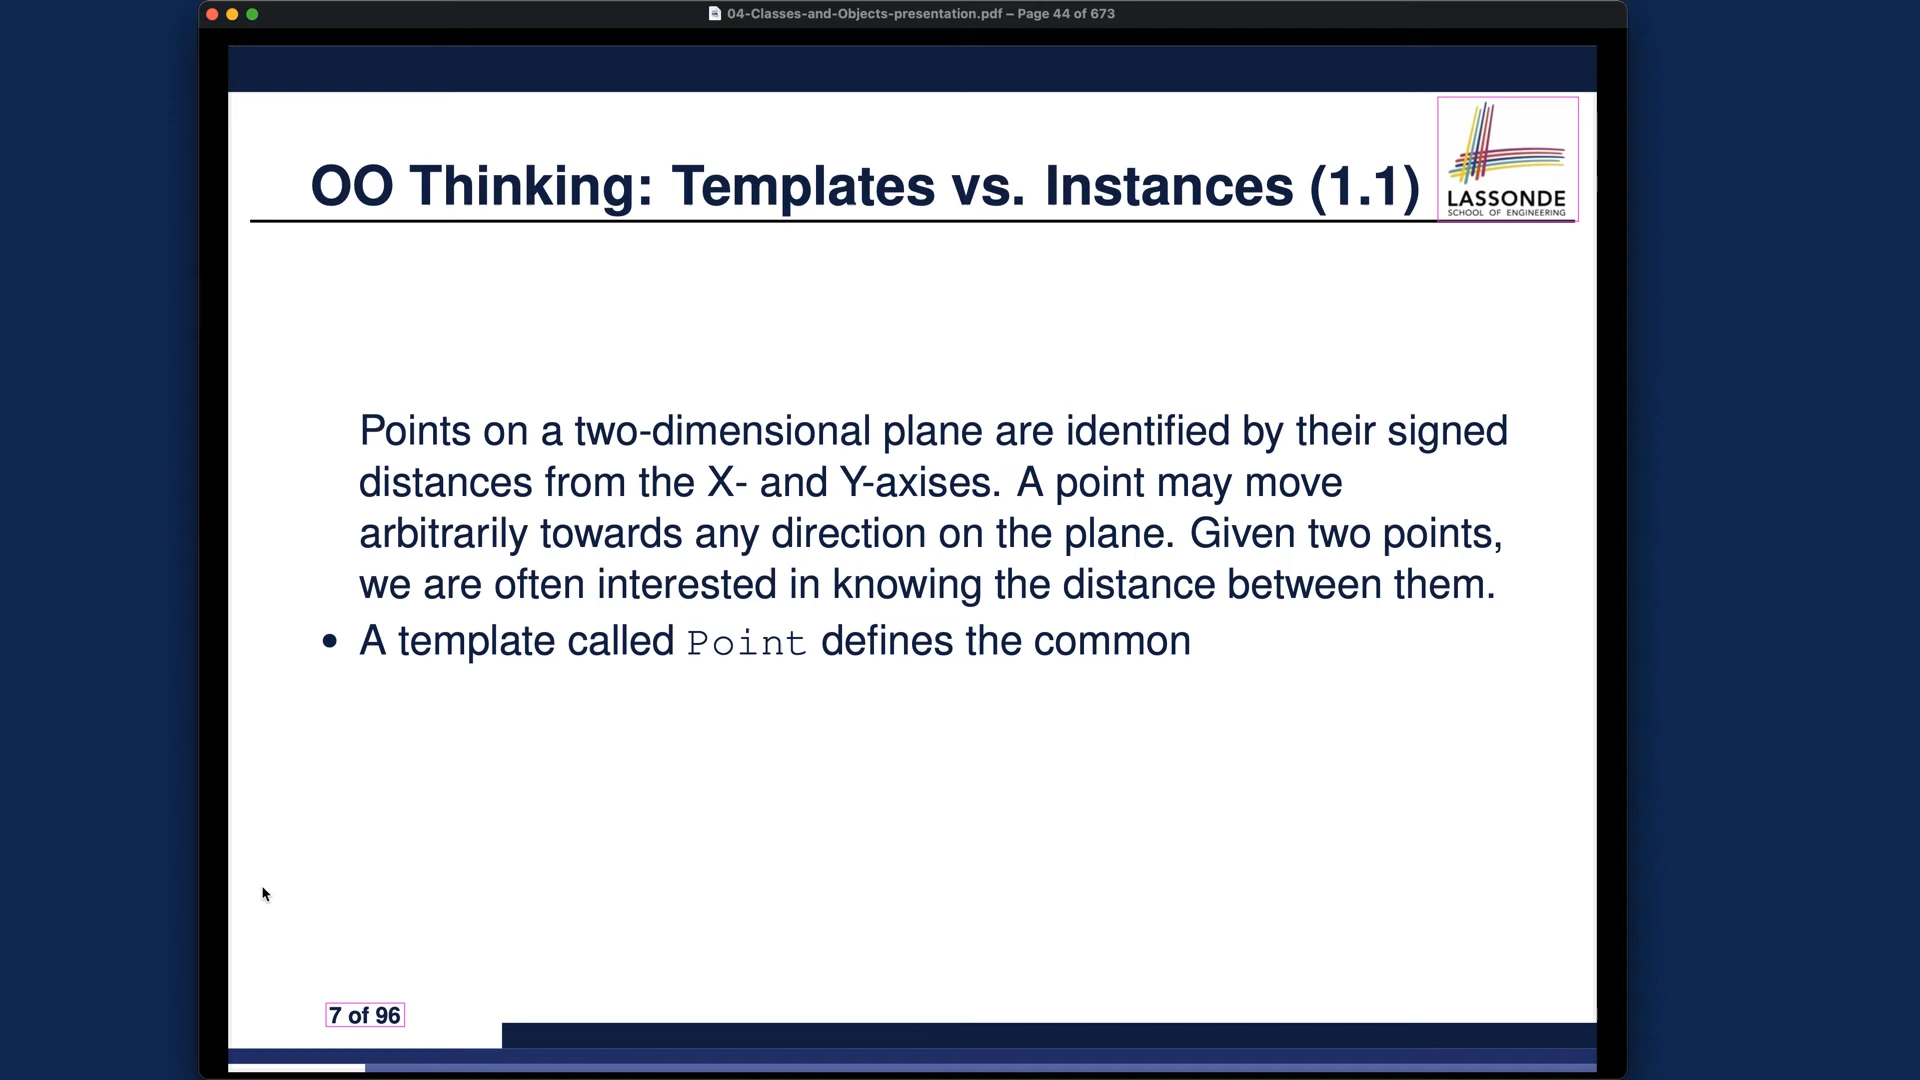 04-Classes-and-Objects-presentation.pdf – Page 44 of 673
OO Thinking: Templates vs. Instances (1.1)
LASSONDE
SCHOOL OF ENGINEERING
Points on a two-dimensional plane are identified by their signed
distances from the X- and Y-axises. A point may move
arbitrarily towards any direction on the plane. Given two points,
we are often interested in knowing the distance between them.
• A template called Point defines the common
7 of 96